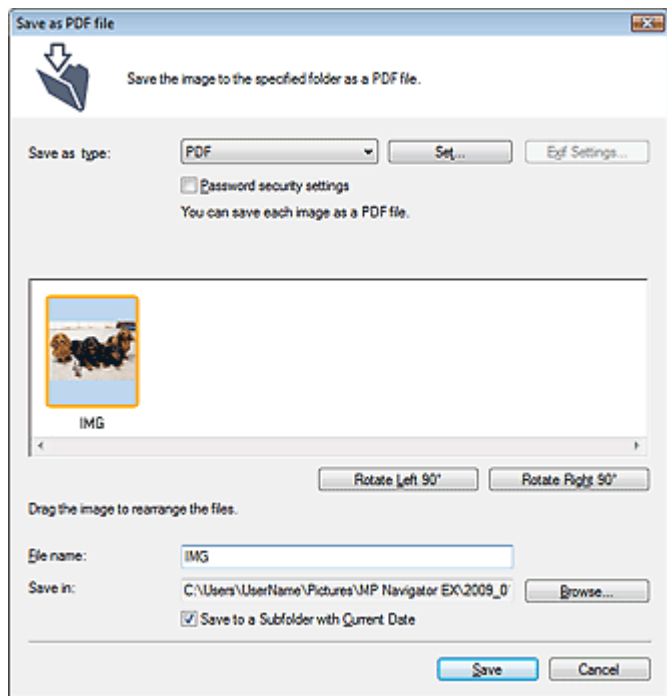 Save as PDF file
Save the image to the specified folder as a PDF file.
Save as type: PDF Set... Exif Settings...
Password security settings
You can save each image as a PDF file.
IMG
Rotate Left 90° Rotate Right 90°
Drag the image to rearrange the files.
File name: IMG
Save in: C:\Users\UserName\Pictures\MP Navigator EX\2009_0 Browse...
Save to a Subfolder with Current Date
Save Cancel